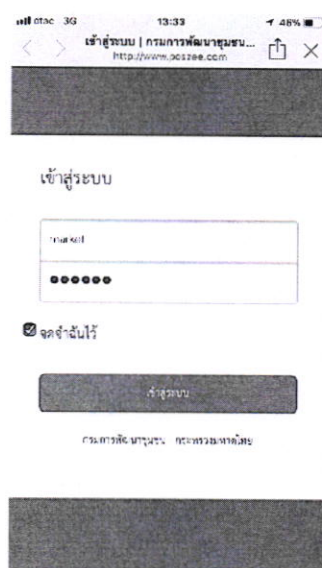 dtac 3G 13:33 46%
เข้าสู่ระบบ | กรมการพัฒนาชุมชน...
http://www.poszee.com
เข้าสู่ระบบ
market
●●●●●●
จดจำฉันไว้
เข้าสู่ระบบ
กรมการพัฒนาชุมชน กระทรวงมหาดไทย